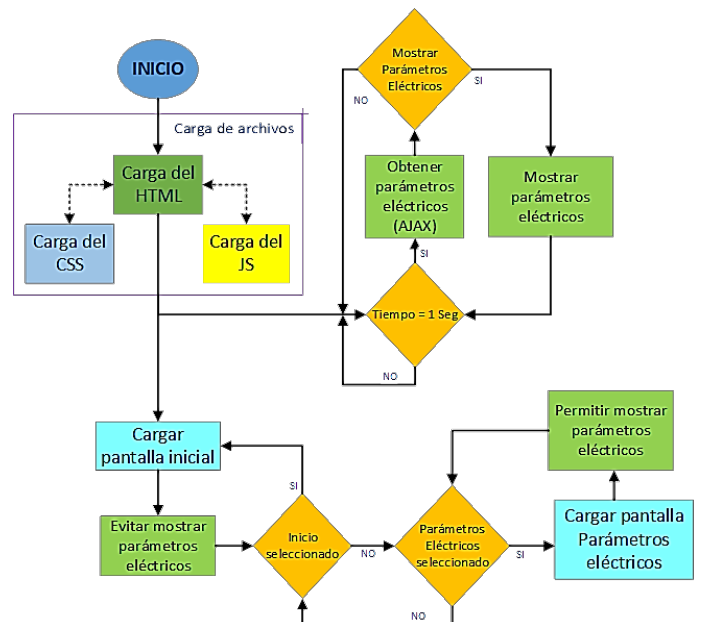 INICIO
Carga de archivos
Carga del
HTML
Carga del
CSS
Carga del
JS
Mostrar
Parámetros
Eléctricos
NO
SI
Obtener
parámetros
eléctricos
(AJAX)
Mostrar
parámetros
eléctricos
SI
Tiempo = 1 Seg
NO
Cargar
pantalla inicial
Evitar mostrar
parámetros
eléctricos
SI
Inicio
seleccionado
NO
Parámetros
Eléctricos
seleccionado
SI
NO
Permitir mostrar
parámetros
eléctricos
Cargar pantalla
Parámetros
eléctricos